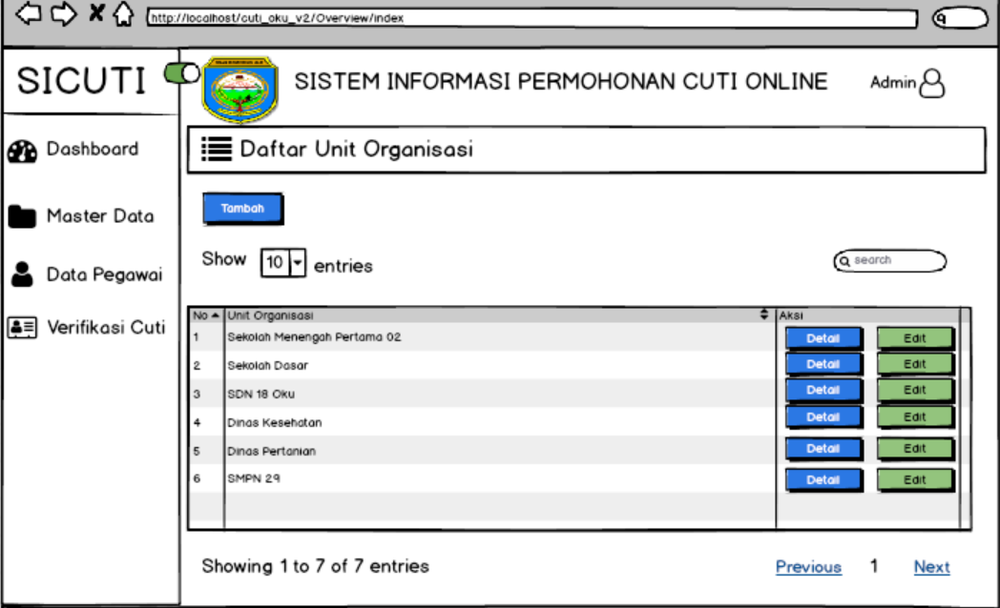 http://localhost/cuti_oku_v2/Overview/index
SICUTI
SISTEM INFORMASI PERMOHONAN CUTI ONLINE
Admin
Dashboard
Daftar Unit Organisasi
Master Data
Tambah
Data Pegawai
Show 10 entries
search
Verifikasi Cuti
No Unit Organisasi Aksi
1 Sekolah Menengah Pertama 02 Detail Edit
2 Sekolah Dasar Detail Edit
3 SDN 18 Oku Detail Edit
4 Dinas Kesehatan Detail Edit
5 Dinas Pertanian Detail Edit
6 SMPN 29 Detail Edit
Showing 1 to 7 of 7 entries
Previous 1 Next